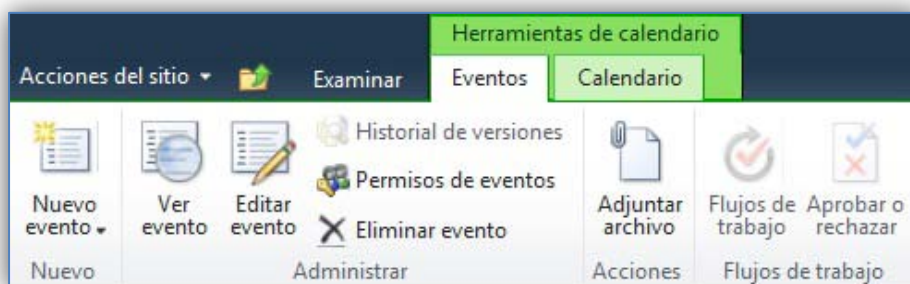 Herramientas de calendario
Acciones del sitio Examinar Eventos Calendario
Nuevo evento
Ver evento
Editar evento
Historial de versiones
Permisos de eventos
Eliminar evento
Adjuntar archivo
Flujos de trabajo
Aprobar o rechazar
Nuevo Administrar Acciones Flujos de trabajo